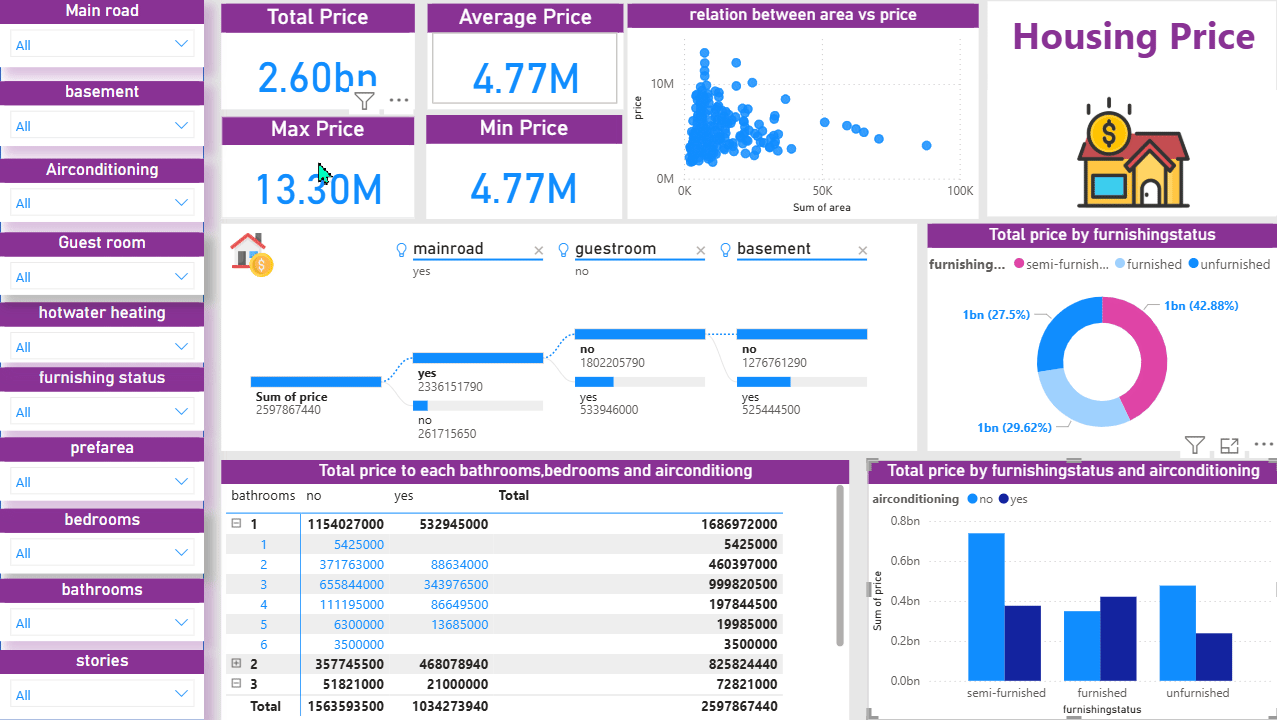 Main road
All
basement
All
Airconditioning
All
Guest room
All
hotwater heating
All
furnishing status
All
prefarea
All
bedrooms
All
bathrooms
All
stories
All
Total Price
2.60bn
Average Price
4.77M
Max Price
13.30M
Min Price
4.77M
relation between area vs price
price
10M
0M
0K 50K 100K
Sum of area
Housing Price
$
mainroad
yes
guestroom
no
basement
Sum of price
2597867440
yes
2336151790
no
261715650
no
1802205790
yes
533946000
no
1276761290
yes
525444500
Total price by furnishingstatus
furnishing... semi-furnish... furnished unfurnished
1bn (27.5%)
1bn (42.88%)
1bn (29.62%)
Total price to each bathrooms,bedrooms and airconditiong
bathrooms no yes Total
1 1154027000 532945000 1686972000
1 5425000 5425000
2 371763000 88634000 460397000
3 655844000 343976500 999820500
4 111195000 86649500 197844500
5 6300000 13685000 19985000
6 3500000 3500000
2 357745500 468078940 825824440
3 51821000 21000000 72821000
Total 1563593500 1034273940 2597867440
Total price by furnishingstatus and airconditioning
airconditioning no yes
Sum of price
0.8bn
0.6bn
0.4bn
0.2bn
0.0bn
semi-furnished furnished unfurnished
furnishingstatus